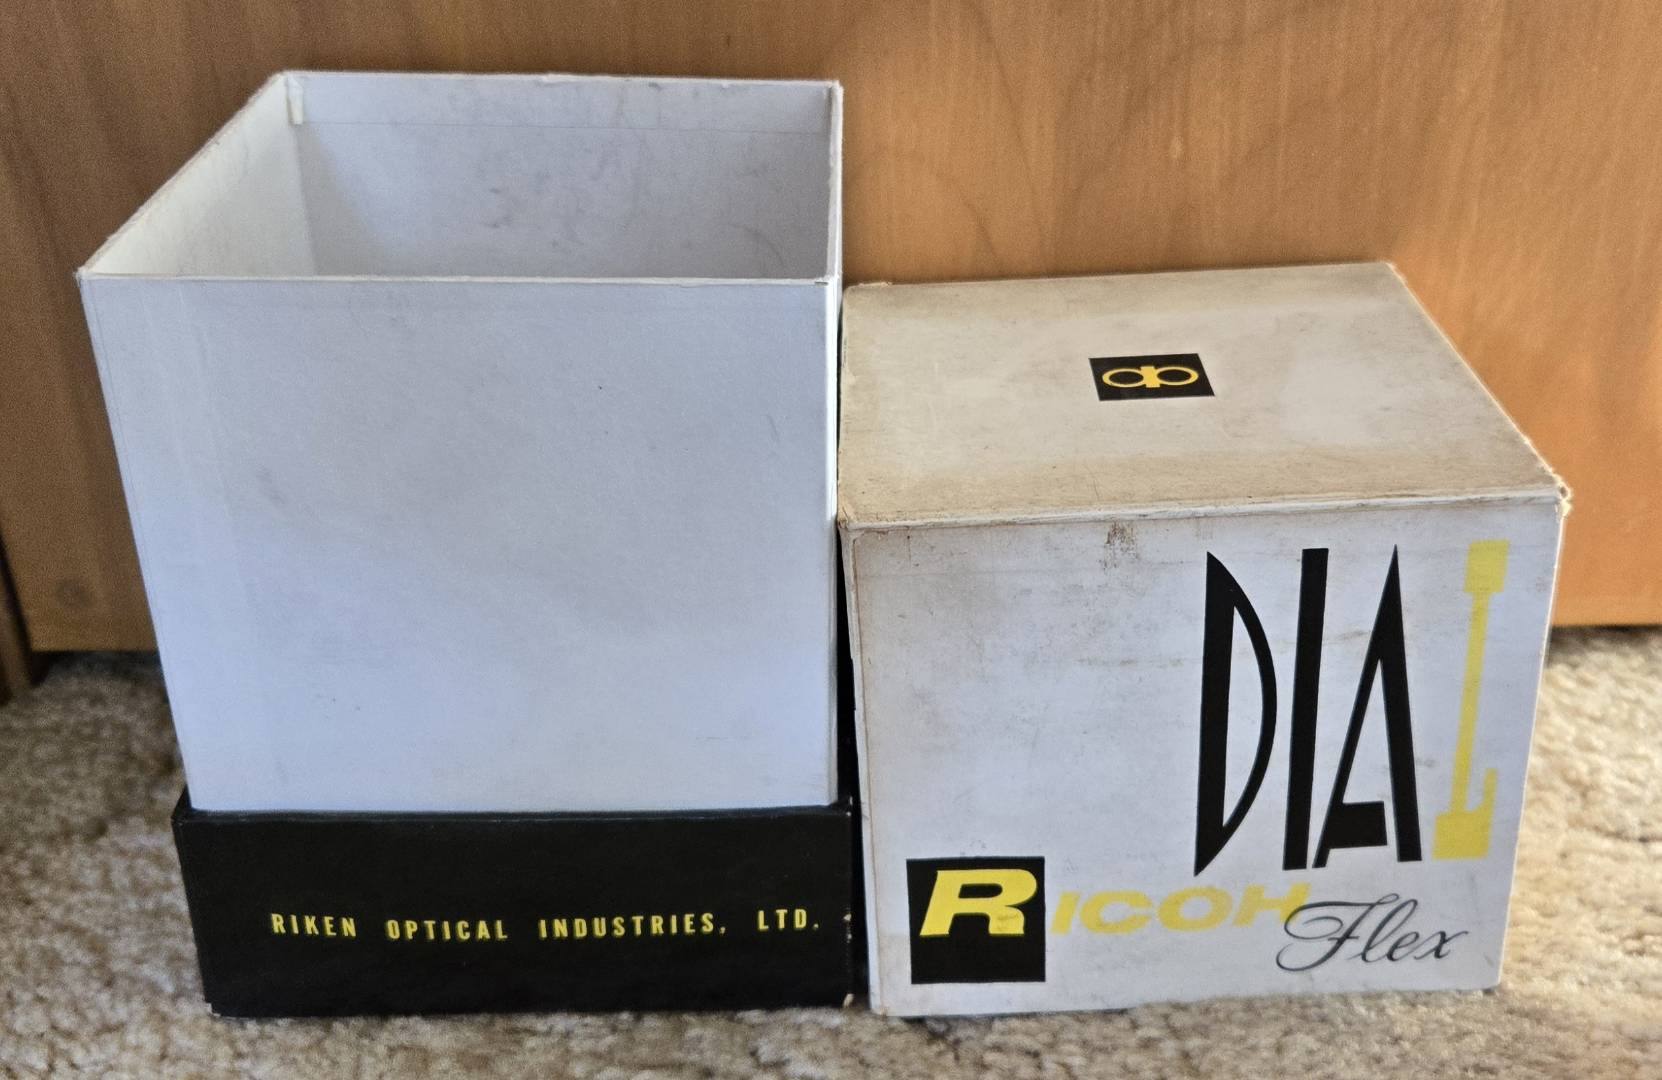 RIKEN OPTICAL INDUSTRIES, LTD.
DIAL
RICOH Flex